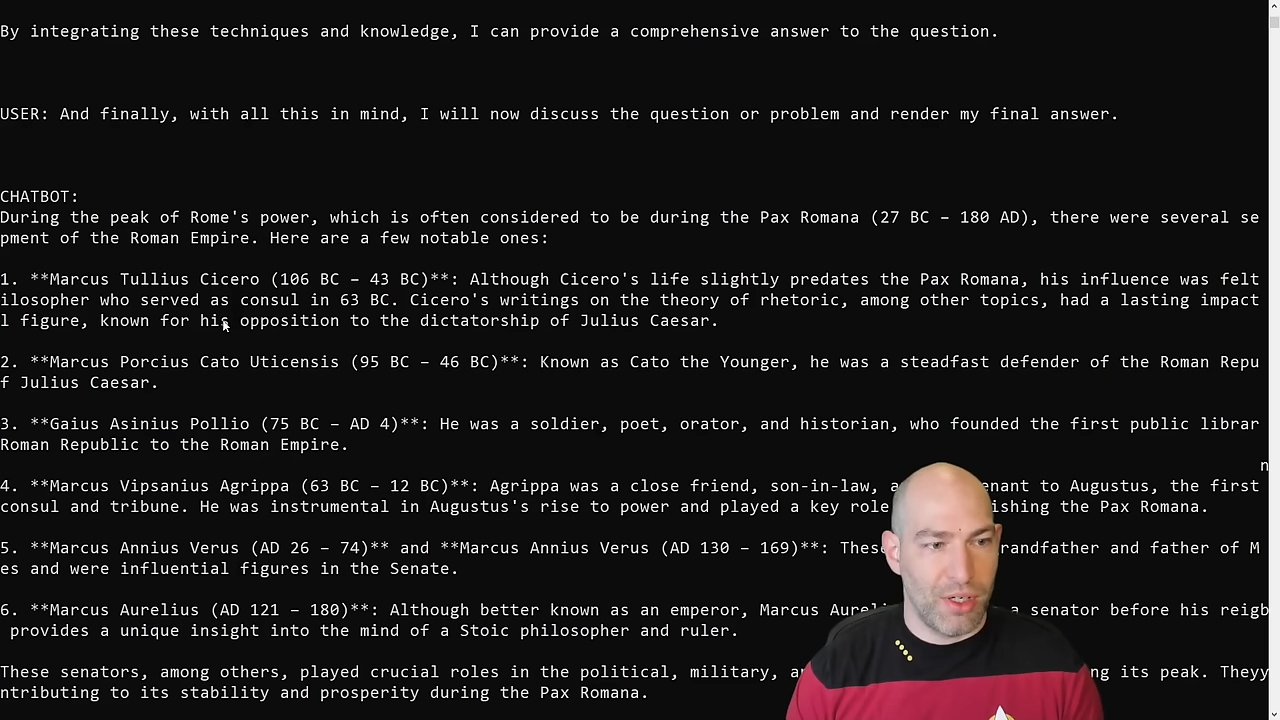 By integrating these techniques and knowledge, I can provide a comprehensive answer to the question.
USER: And finally, with all this in mind, I will now discuss the question or problem and render my final answer.
CHATBOT:
During the peak of Rome's power, which is often considered to be during the Pax Romana (27 BC – 180 AD), there were several se
pment of the Roman Empire. Here are a few notable ones:
1. **Marcus Tullius Cicero (106 BC – 43 BC)**: Although Cicero's life slightly predates the Pax Romana, his influence was felt
ilosopher who served as consul in 63 BC. Cicero's writings on the theory of rhetoric, among other topics, had a lasting impact
l figure, known for his opposition to the dictatorship of Julius Caesar.
2. **Marcus Porcius Cato Uticensis (95 BC – 46 BC)**: Known as Cato the Younger, he was a steadfast defender of the Roman Repu
f Julius Caesar.
3. **Gaius Asinius Pollio (75 BC – AD 4)**: He was a soldier, poet, orator, and historian, who founded the first public librar
Roman Republic to the Roman Empire.
n
4. **Marcus Vipsanius Agrippa (63 BC – 12 BC)**: Agrippa was a close friend, son-in-law, a enant to Augustus, the first
consul and tribune. He was instrumental in Augustus's rise to power and played a key role ishing the Pax Romana.
5. **Marcus Annius Verus (AD 26 – 74)** and **Marcus Annius Verus (AD 130 – 169)**: These randfather and father of M
es and were influential figures in the Senate.
6. **Marcus Aurelius (AD 121 – 180)**: Although better known as an emperor, Marcus Aurel a senator before his reigb
provides a unique insight into the mind of a Stoic philosopher and ruler.
These senators, among others, played crucial roles in the political, military, a ng its peak. Theyy
ntributing to its stability and prosperity during the Pax Romana.